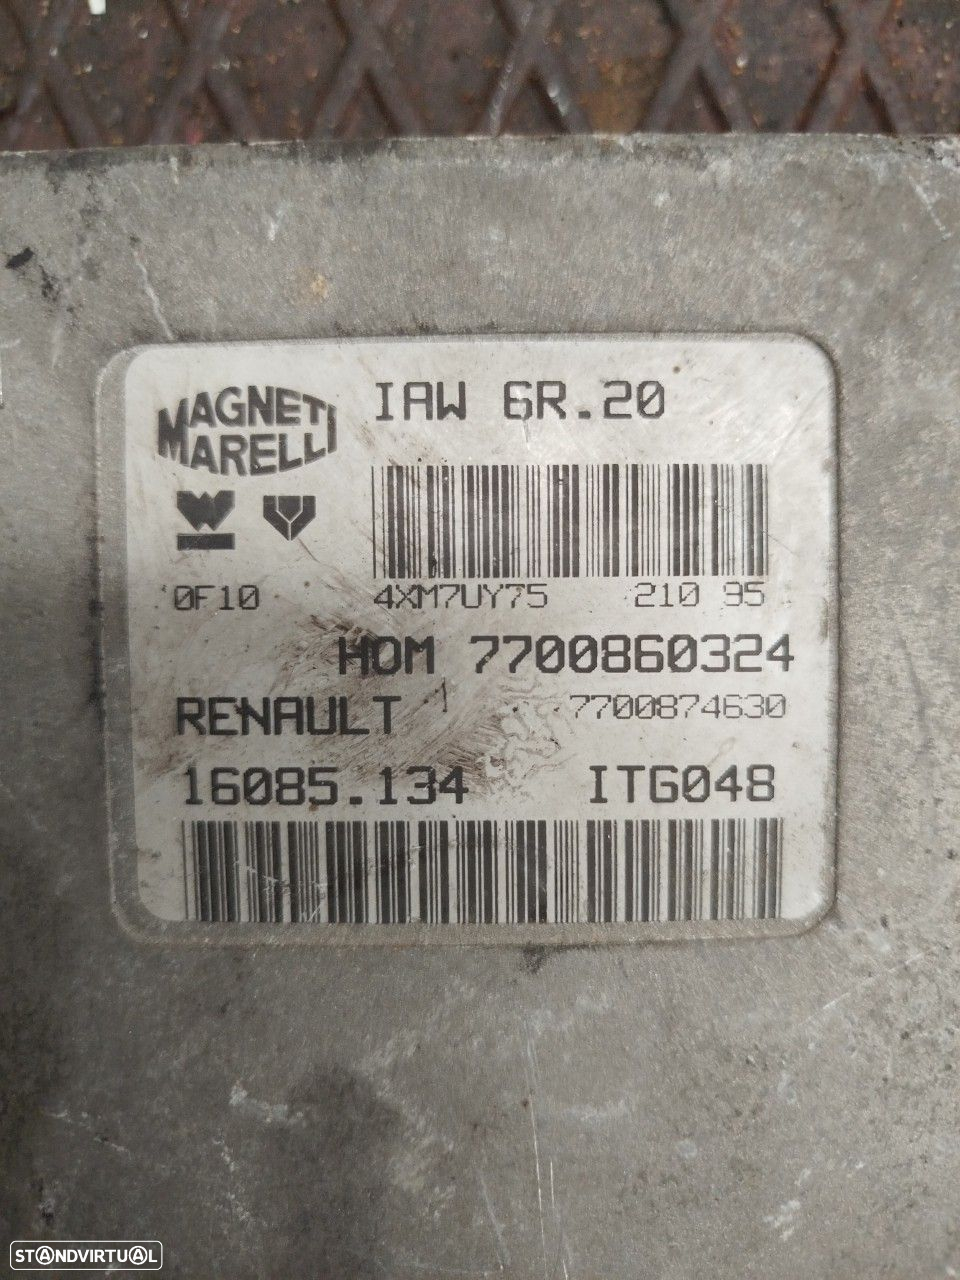 MAGNETI
MARELLI
IAW 6R.20
0F10 4XM7UY75 210 95
HOM 7700860324
RENAULT 7700874630
16085.134 ITG048
STANDVIRTUAL